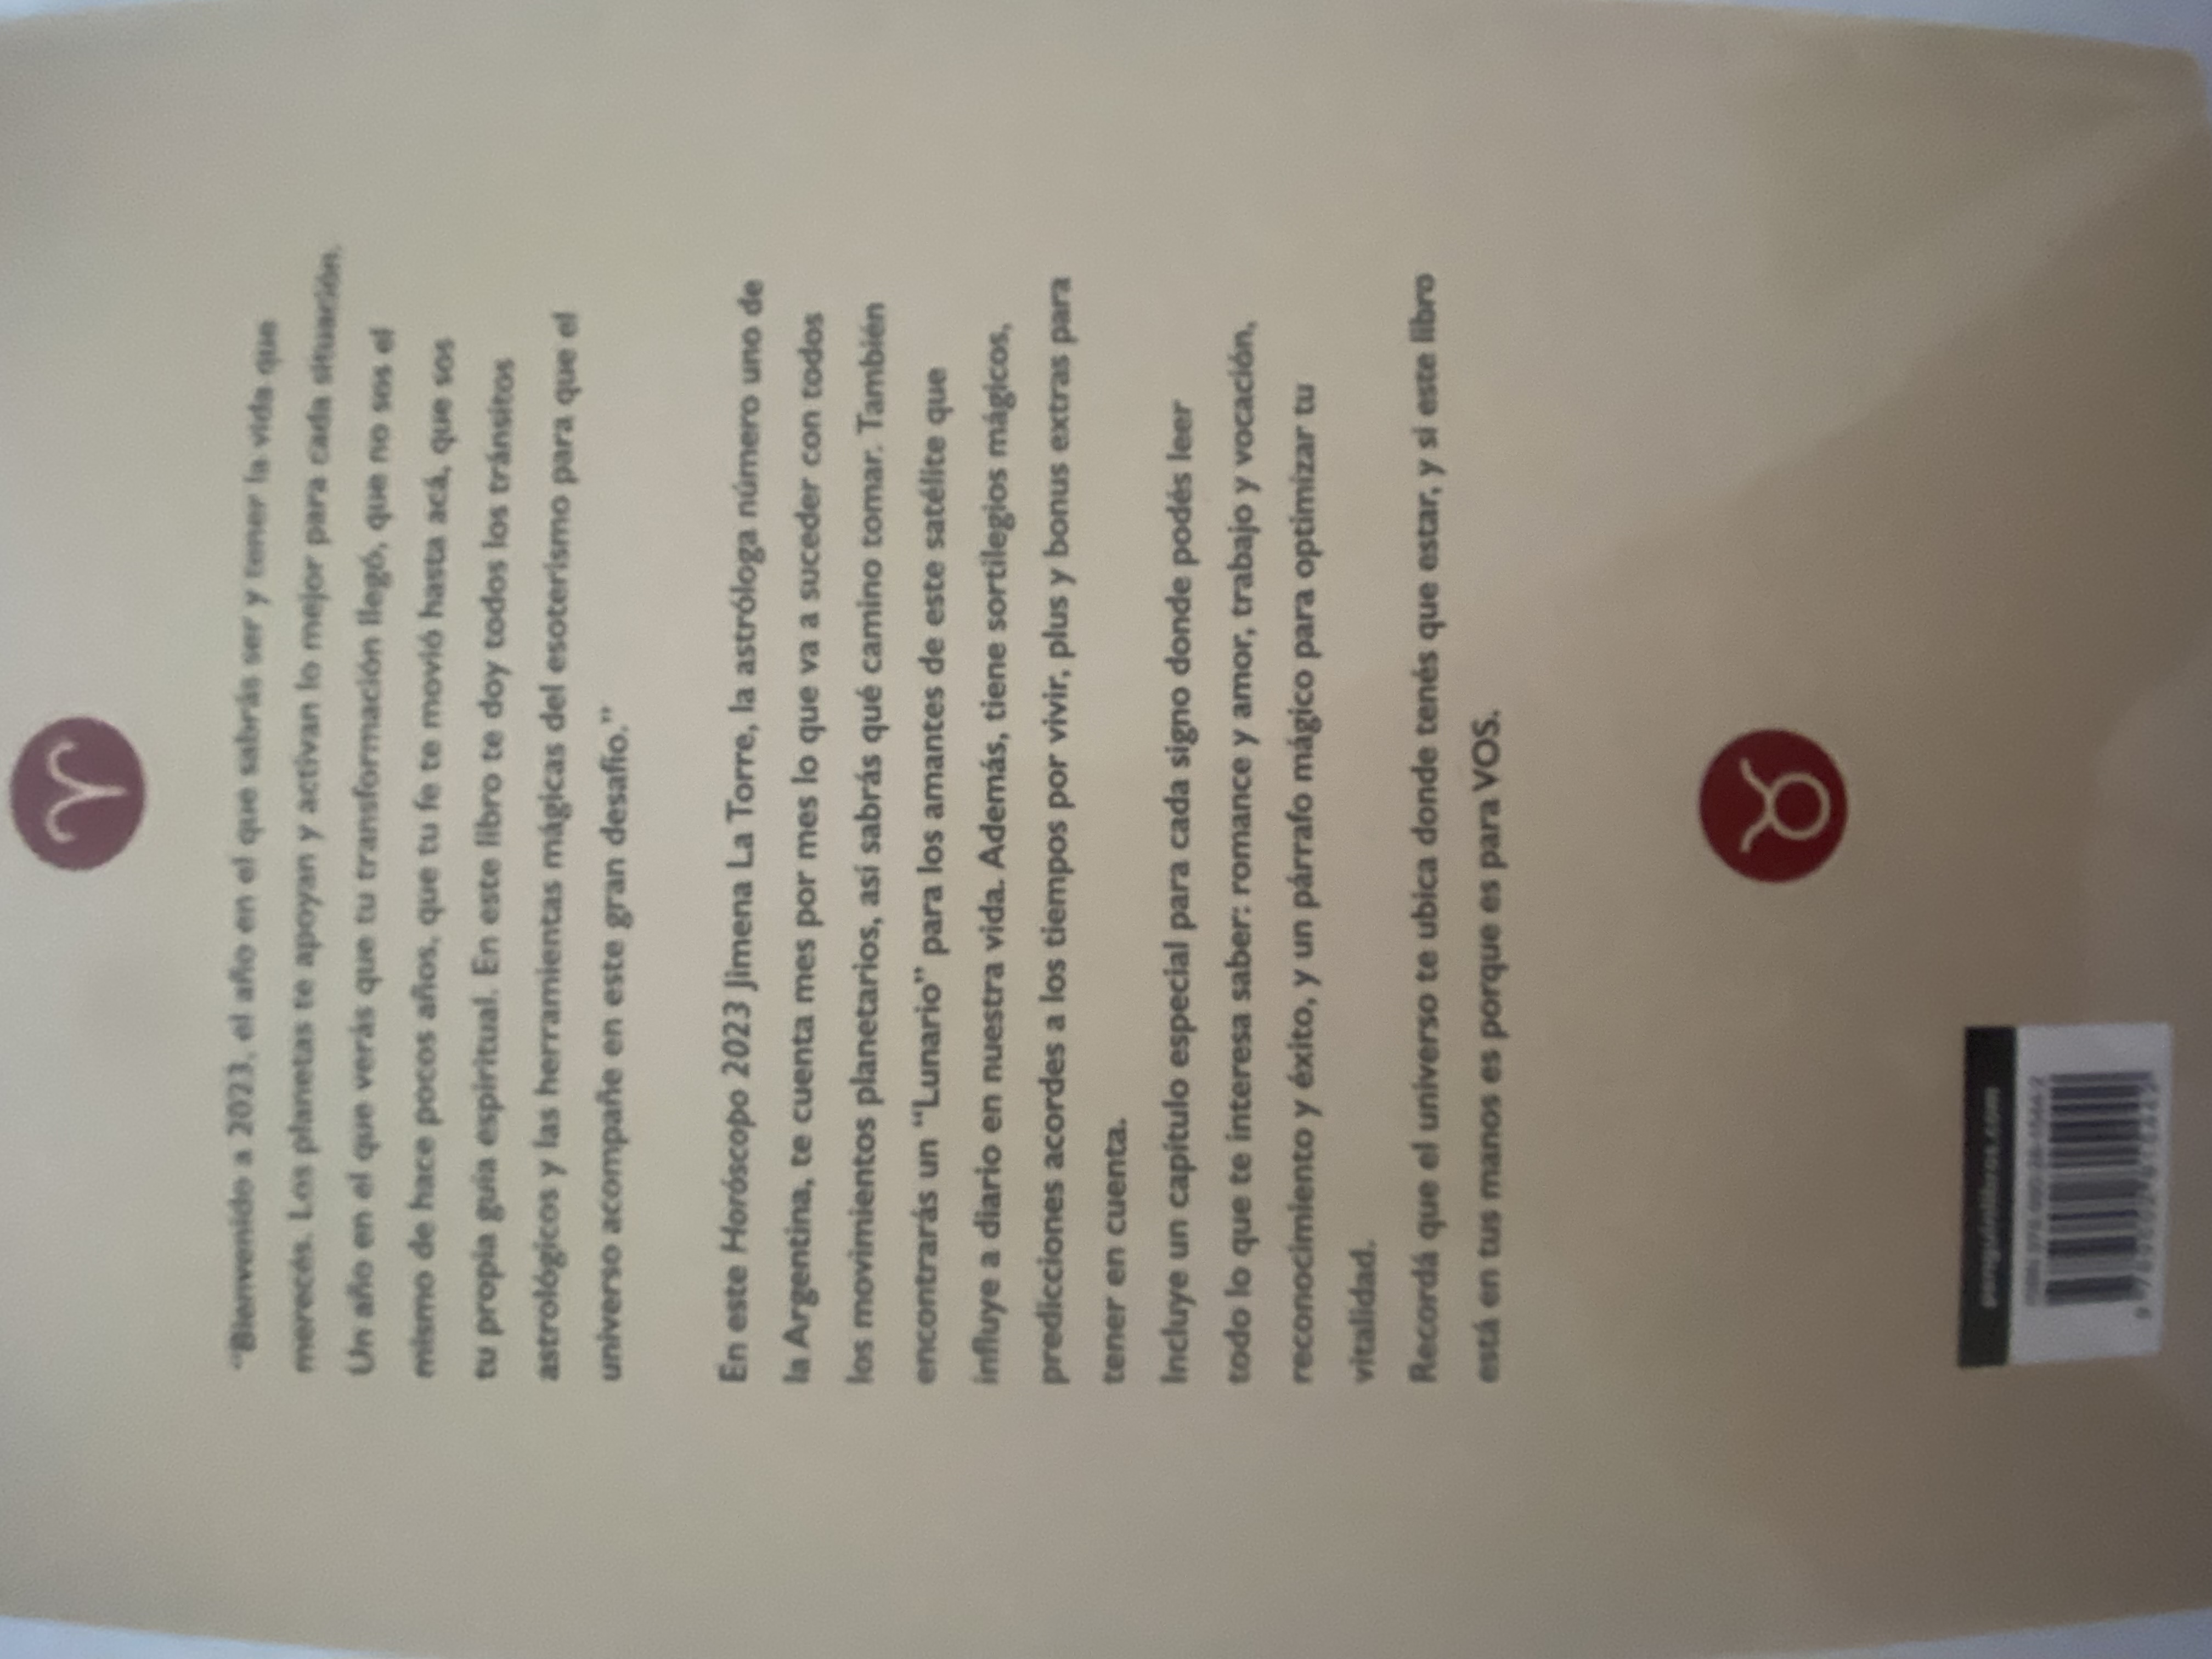 “Bienvenido a 2023, el año en el que sabrás ser y tener la vida que
merecés. Los planetas te apoyan y activan lo mejor para cada situación.
Un año en el que verás que tu transformación llegó, que no sos el
mismo de hace pocos años, que tu fe te movió hasta acá, que sos
tu propia guía espiritual. En este libro te doy todos los tránsitos
astrológicos y las herramientas mágicas del esoterismo para que el
universo acompañe en este gran desafío.”
En este Horóscopo 2023 Jimena La Torre, la astróloga número uno de
la Argentina, te cuenta mes por mes lo que va a suceder con todos
los movimientos planetarios, así sabrás qué camino tomar. También
encontrarás un “Lunario” para los amantes de este satélite que
influye a diario en nuestra vida. Además, tiene sortilegios mágicos,
predicciones acordes a los tiempos por vivir, plus y bonus extras para
tener en cuenta.
Incluye un capítulo especial para cada signo donde podés leer
todo lo que te interesa saber: romance y amor, trabajo y vocación,
reconocimiento y éxito, y un párrafo mágico para optimizar tu
vitalidad.
Recordá que el universo te ubica donde tenés que estar, y si este libro
está en tus manos es porque es para VOS.
penguinlibros.com
ISBN